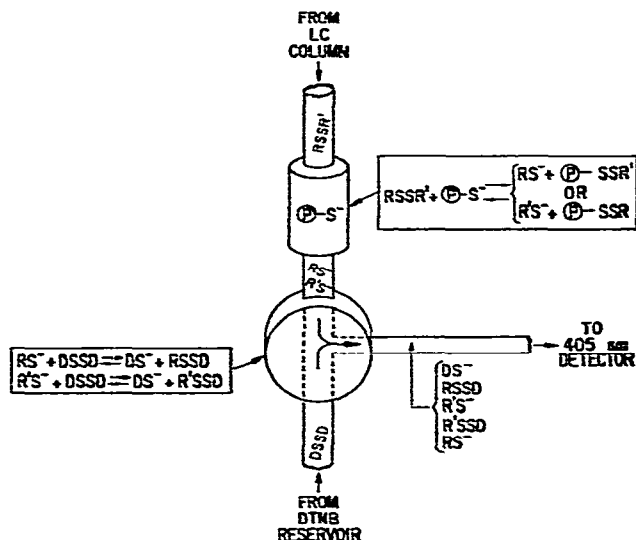 FROM
LC
COLUMN
RSSR'
Ⓟ-S⁻
RSSR' + Ⓟ-S⁻ ⇌ { RS⁻ + Ⓟ-SSR'
OR
R'S⁻ + Ⓟ-SSR
RS⁻
R'S⁻
RS⁻ + DSSD ⇌ DS⁻ + RSSD
R'S⁻ + DSSD ⇌ DS⁻ + R'SSD
TO
405 nm
DETECTOR
DS⁻
RSSD
R'S⁻
R'SSD
RS⁻
DSSD
FROM
DTNB
RESERVOIR